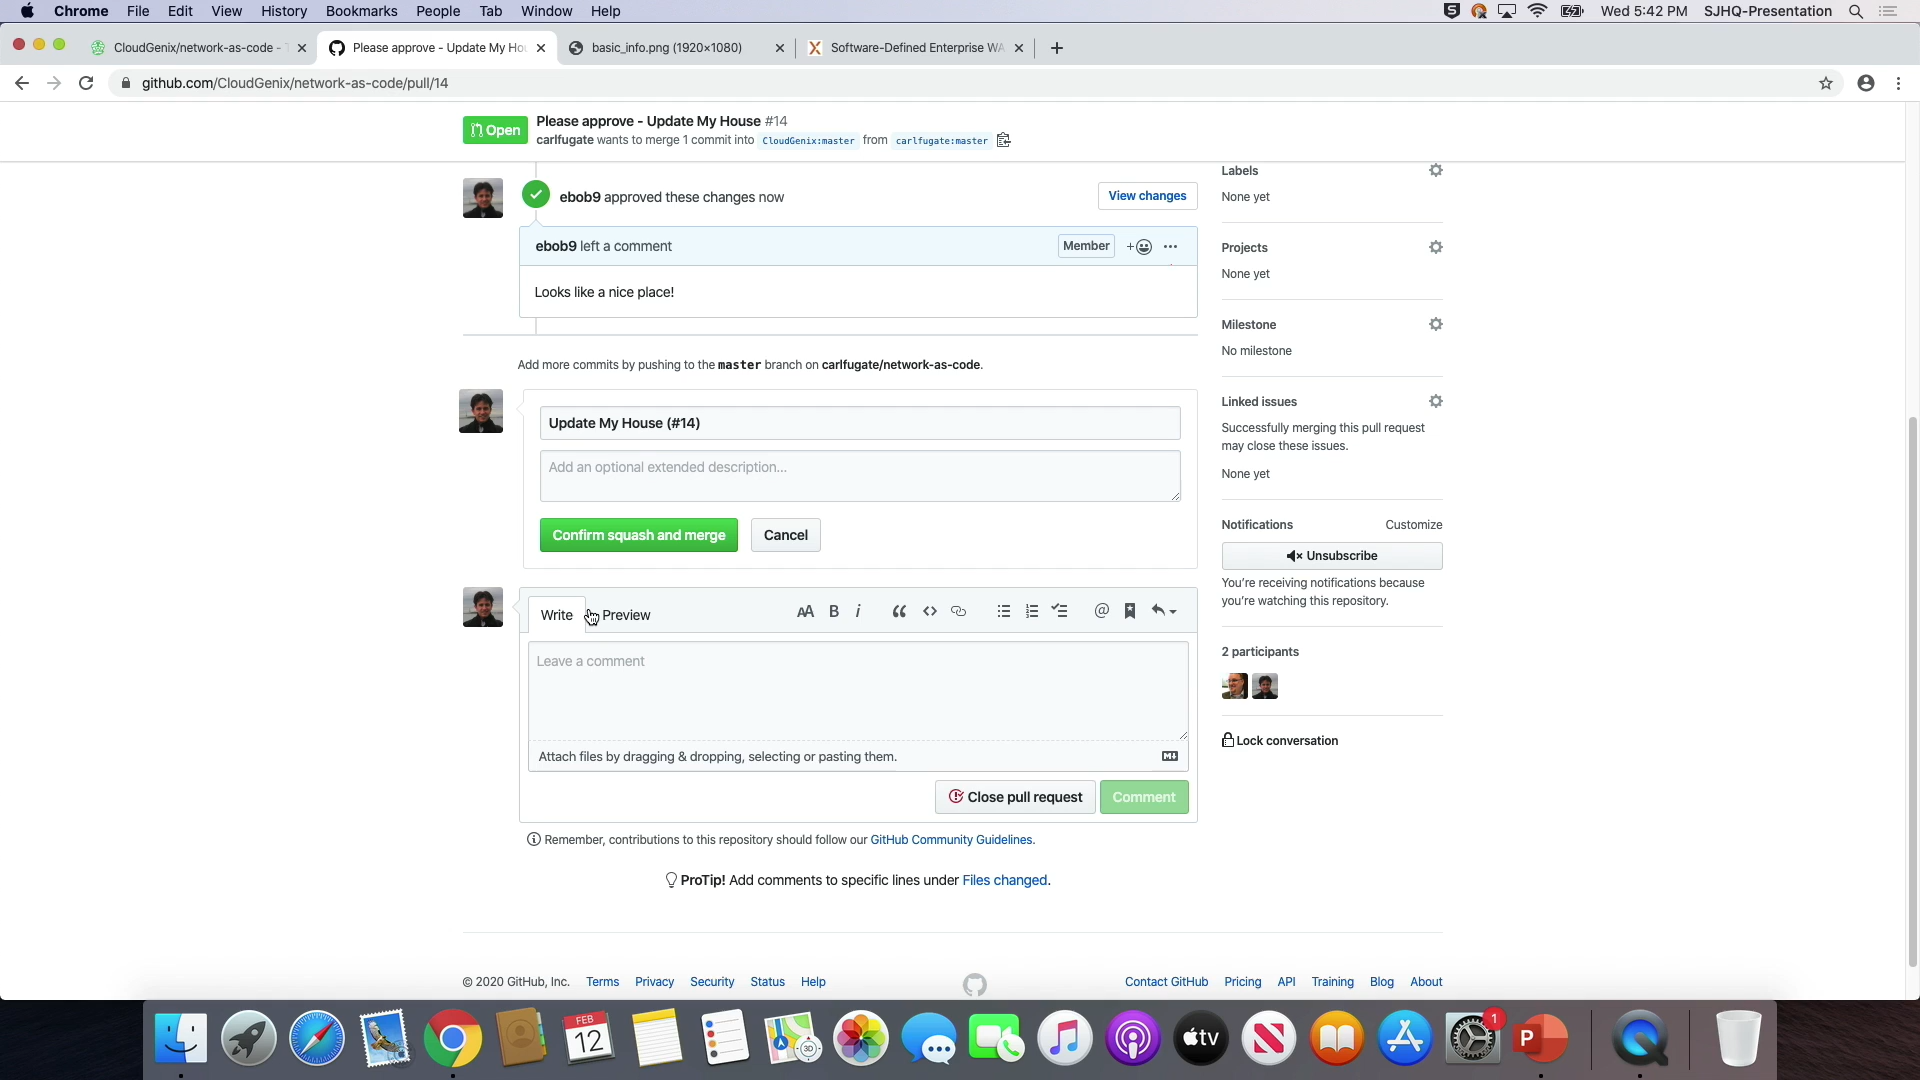 Chrome File Edit View History Bookmarks People Tab Window Help
Wed 5:42 PM SJHQ-Presentation
CloudGenix/network-as-code -
Please approve - Update My Hou
basic_info.png (1920×1080)
Software-Defined Enterprise WA
github.com/CloudGenix/network-as-code/pull/14
Open
Please approve - Update My House #14
carlfugate wants to merge 1 commit into CloudGenix:master from carlfugate:master
ebob9 approved these changes now
View changes
ebob9 left a comment
Member
Looks like a nice place!
Add more commits by pushing to the master branch on carlfugate/network-as-code.
Update My House (#14)
Add an optional extended description...
Confirm squash and merge
Cancel
Write
Preview
AA B i
Leave a comment
Attach files by dragging & dropping, selecting or pasting them.
Close pull request
Comment
Remember, contributions to this repository should follow our GitHub Community Guidelines.
ProTip! Add comments to specific lines under Files changed.
Labels
None yet
Projects
None yet
Milestone
No milestone
Linked issues
Successfully merging this pull request
may close these issues.
None yet
Notifications
Customize
Unsubscribe
You're receiving notifications because
you're watching this repository.
2 participants
Lock conversation
© 2020 GitHub, Inc. Terms Privacy Security Status Help
Contact GitHub Pricing API Training Blog About
FEB
12
3D
tv
1
P